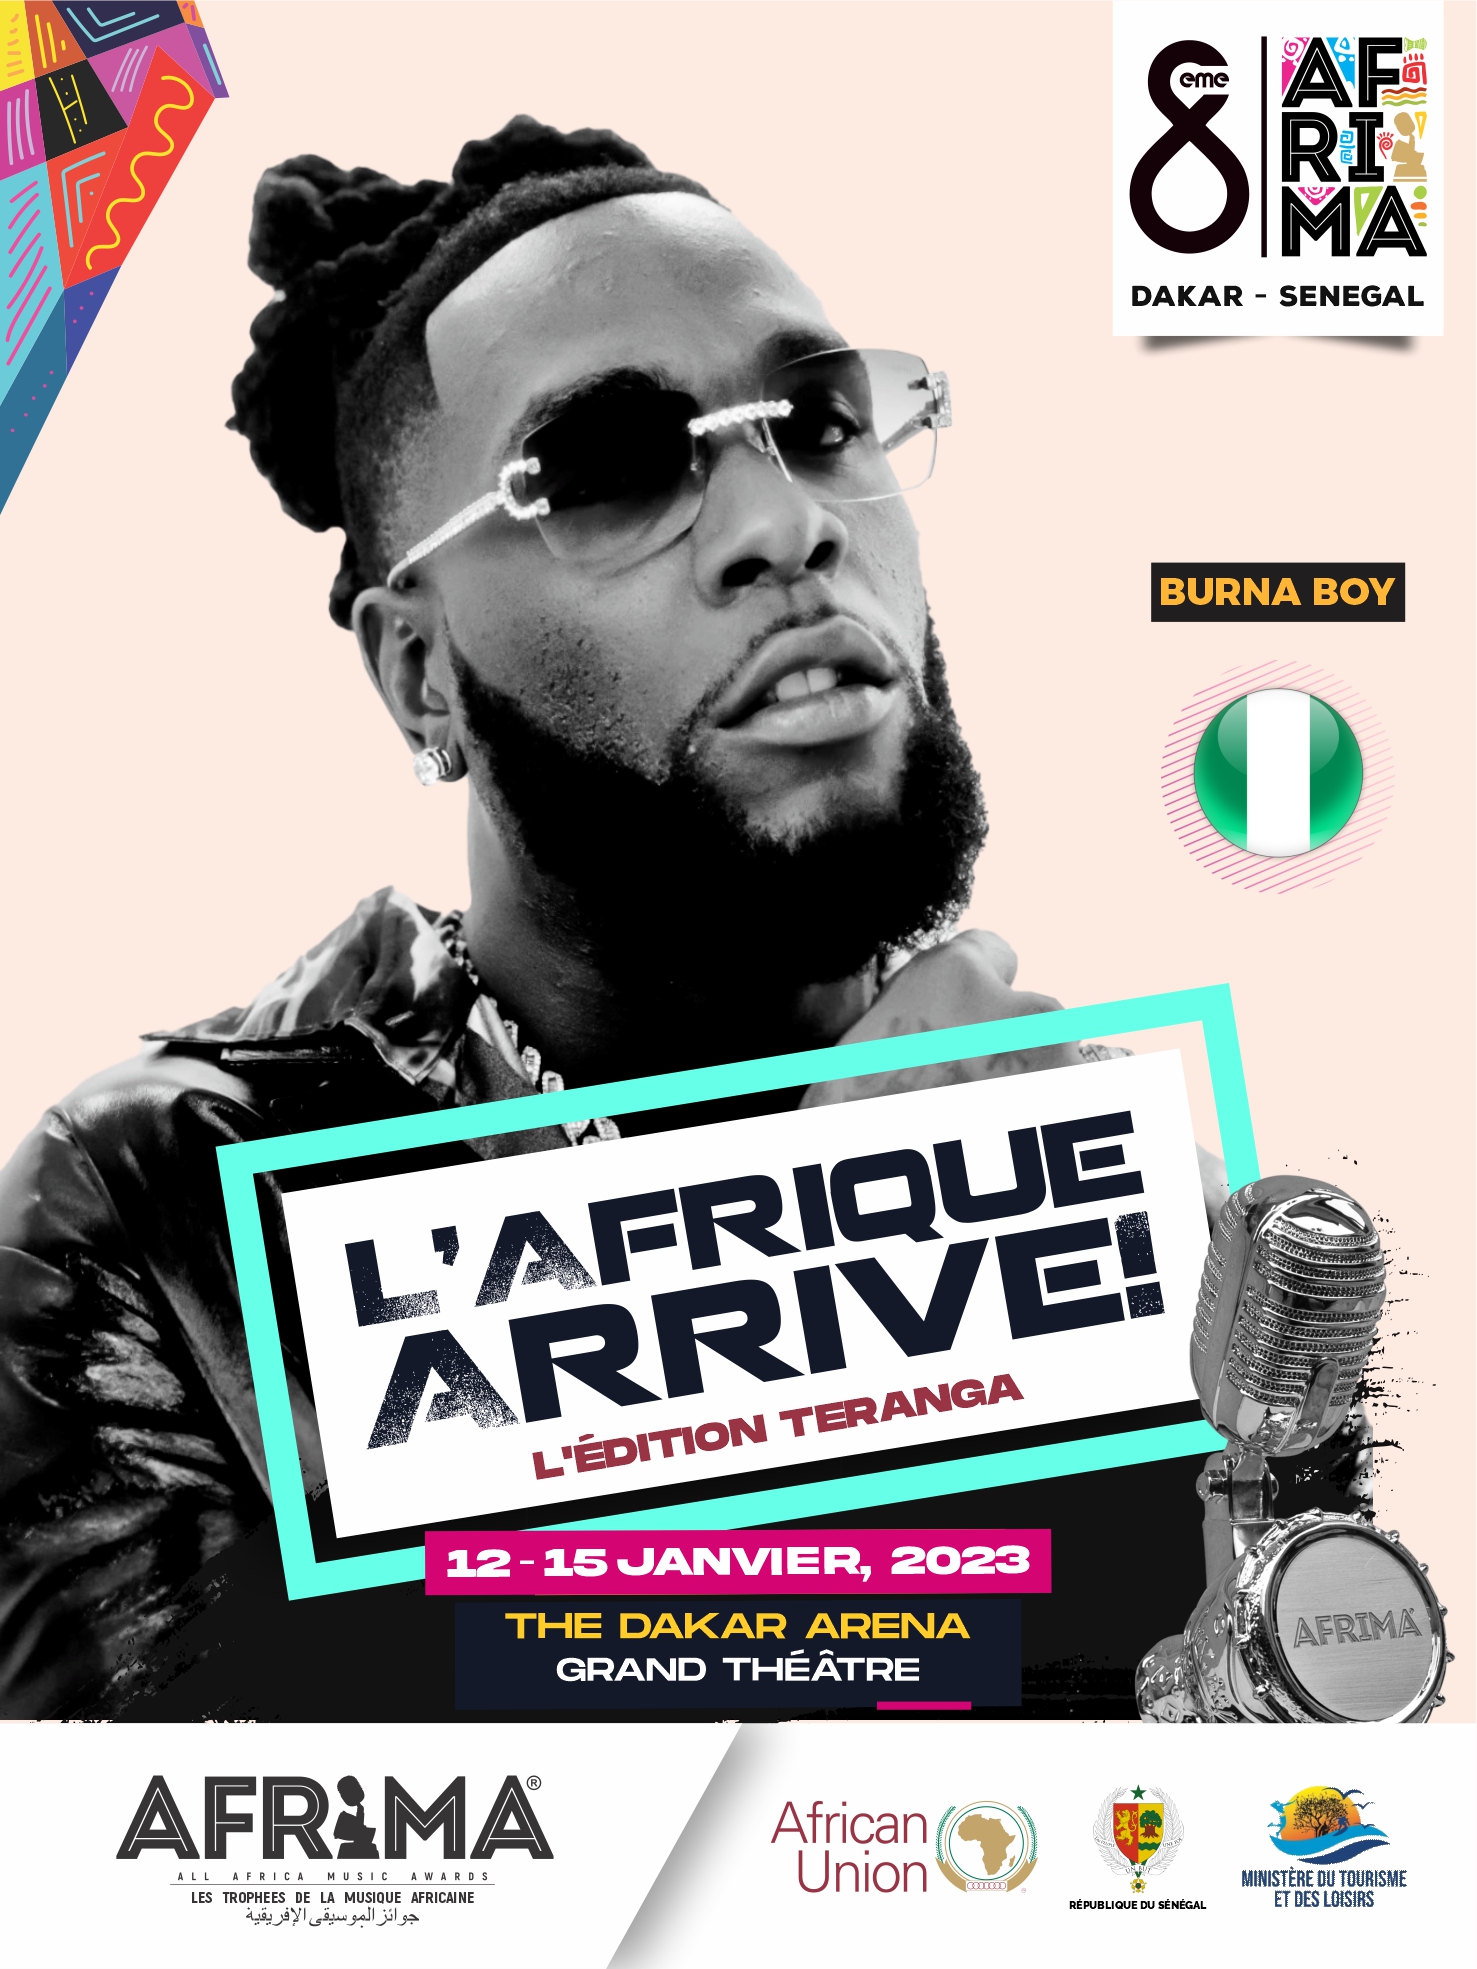 8eme
AFRIMA
DAKAR - SENEGAL
BURNA BOY
L'AFRIQUE
ARRIVE!
L'ÉDITION TERANGA
12 - 15 JANVIER, 2023
THE DAKAR ARENA
GRAND THÉÂTRE
AFRIMA
AFRIMA®
ALL AFRICA MUSIC AWARDS
LES TROPHEES DE LA MUSIQUE AFRICAINE
جوائز الموسيقى الإفريقية
African
Union
RÉPUBLIQUE DU SÉNÉGAL
MINISTÈRE DU TOURISME
ET DES LOISIRS